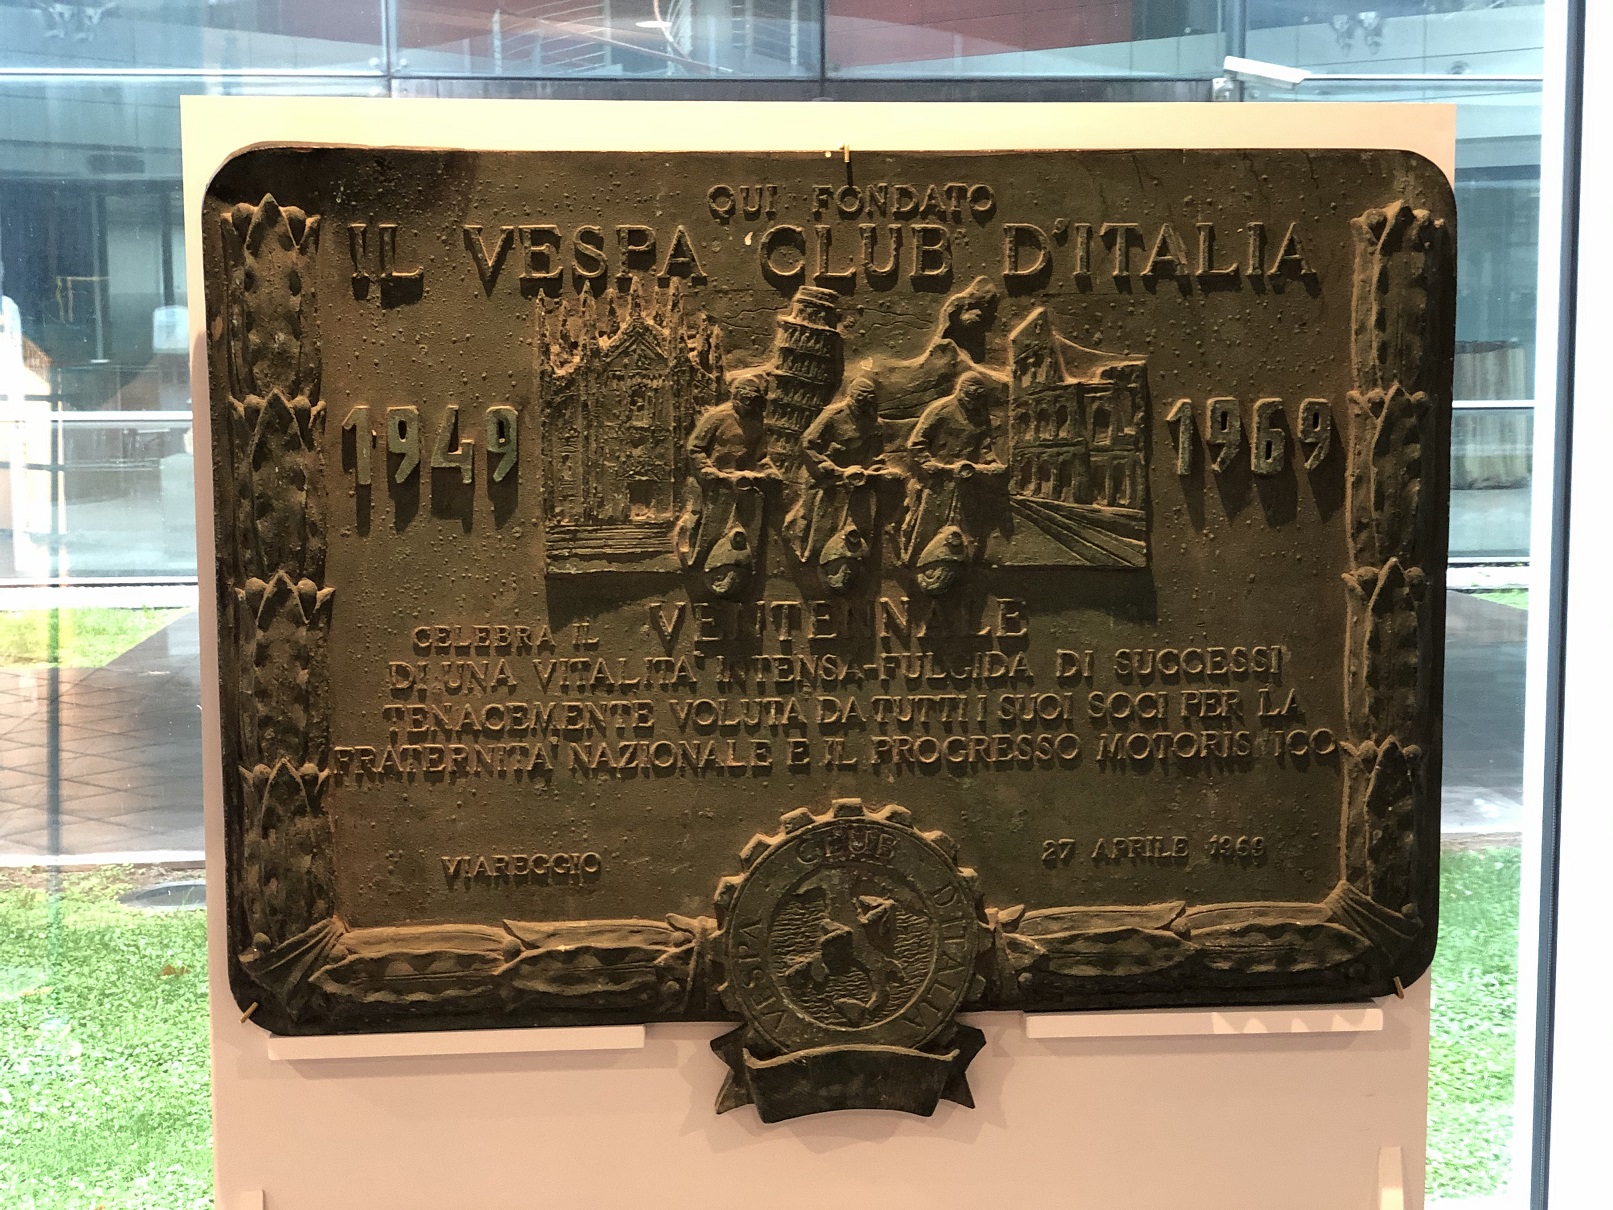 QUI FONDATO
IL VESPA CLUB D'ITALIA
1949 1969
CELEBRA IL VENTENNALE
DI UNA VITALITA' INTENSA-FULGIDA DI SUCCESSI
TENACEMENTE VOLUTA DA TUTTI I SUOI SOCI PER LA
FRATERNITA' NAZIONALE E IL PROGRESSO MOTORISTICO
VIAREGGIO 27 APRILE 1969
VESPA CLUB D'ITALIA